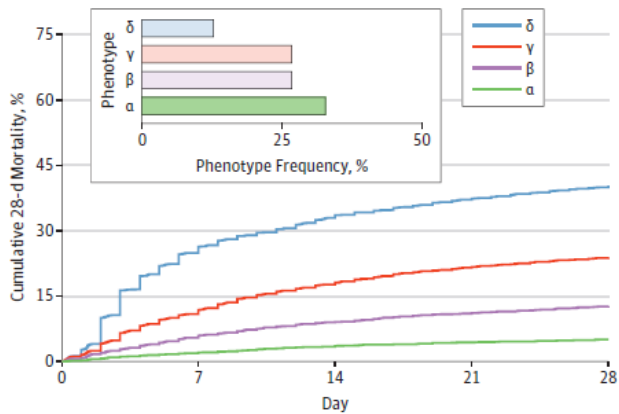 75
60
45
30
15
0
Cumulative 28-d Mortality, %
0 7 14 21 28
Day
Phenotype
δ
γ
β
α
0 25 50
Phenotype Frequency, %
δ
γ
β
α